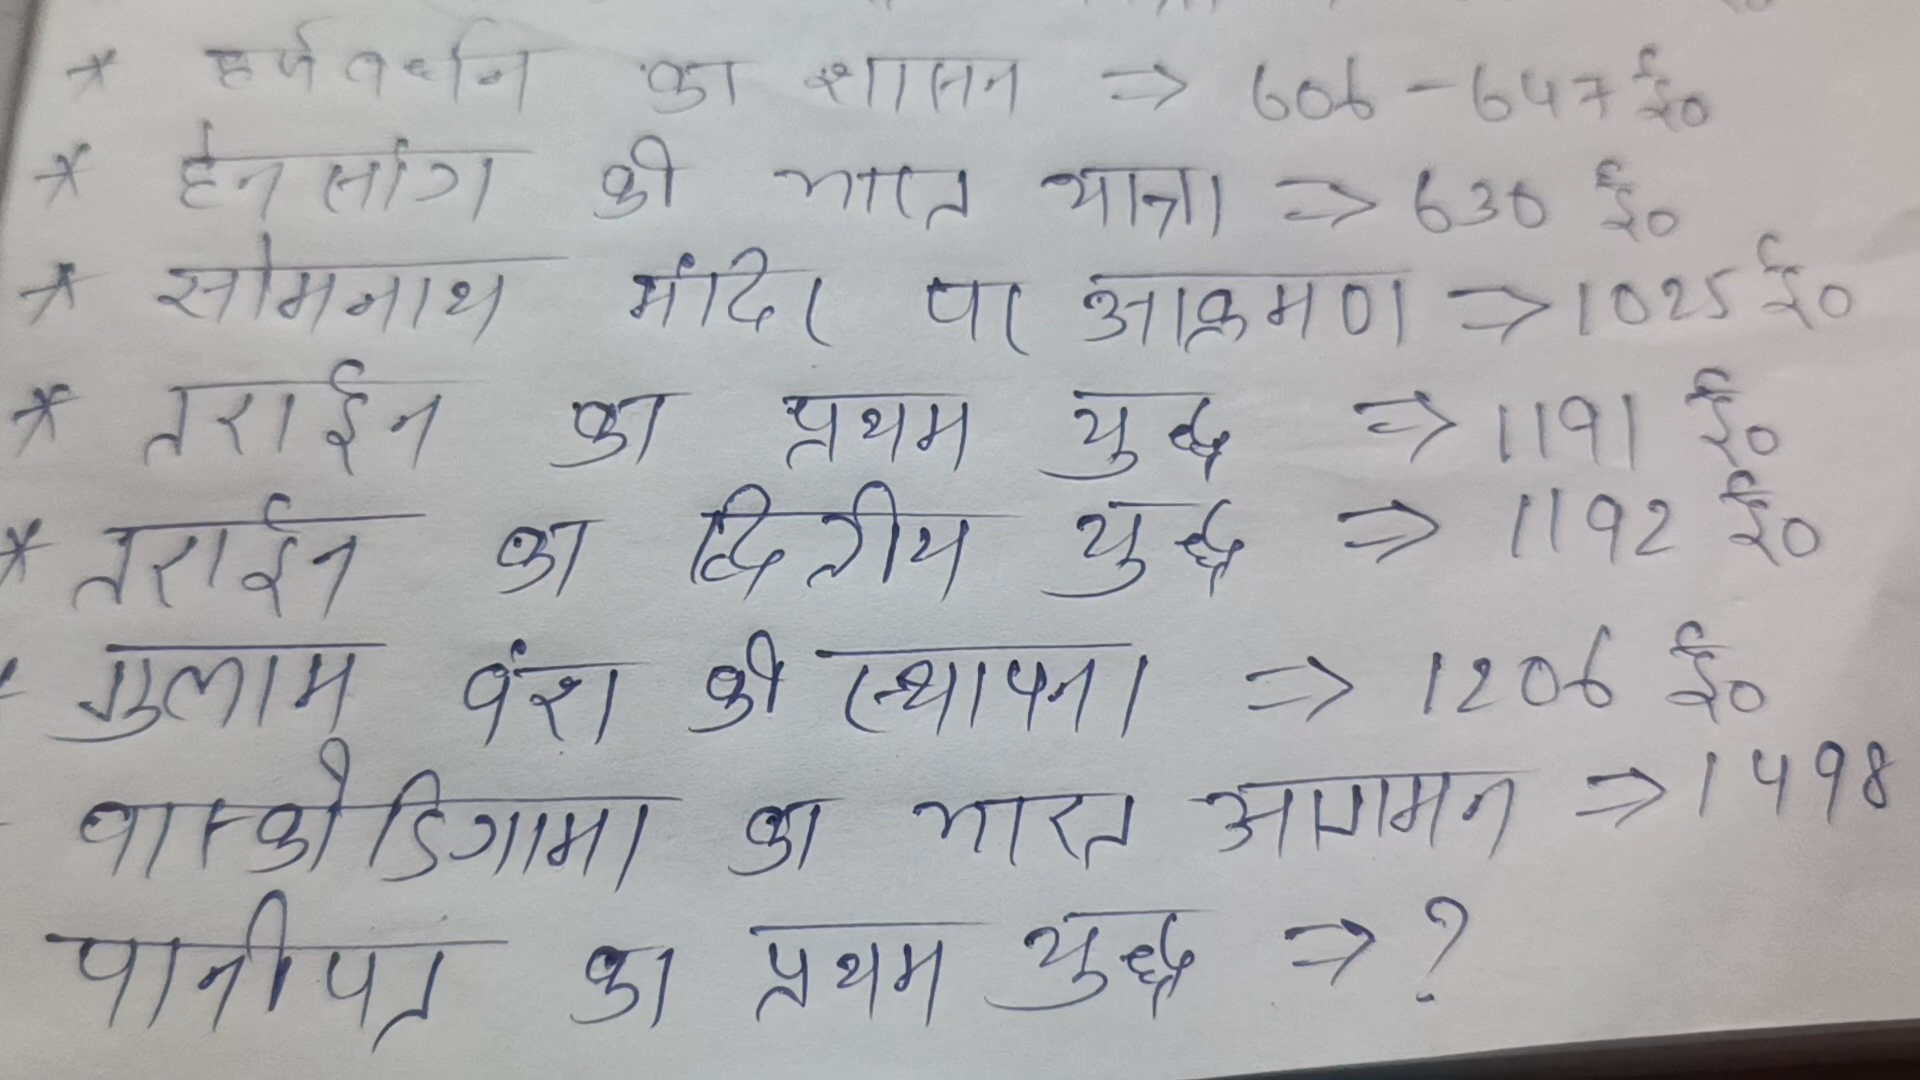 * हर्षवर्धन का शासन ⇒ 606-647 ई०
* हेनसांग की भारत यात्रा ⇒ 630 ई०
* सोमनाथ मंदिर पर आक्रमण ⇒ 1025 ई०
* तराईन का प्रथम युद्ध ⇒ 1191 ई०
* तराईन का द्वितीय युद्ध ⇒ 1192 ई०
गुलाम वंश की स्थापना ⇒ 1206 ई०
वास्कोडिगामा का भारत आगमन ⇒ 1498
पानीपत का प्रथम युद्ध ⇒ ?